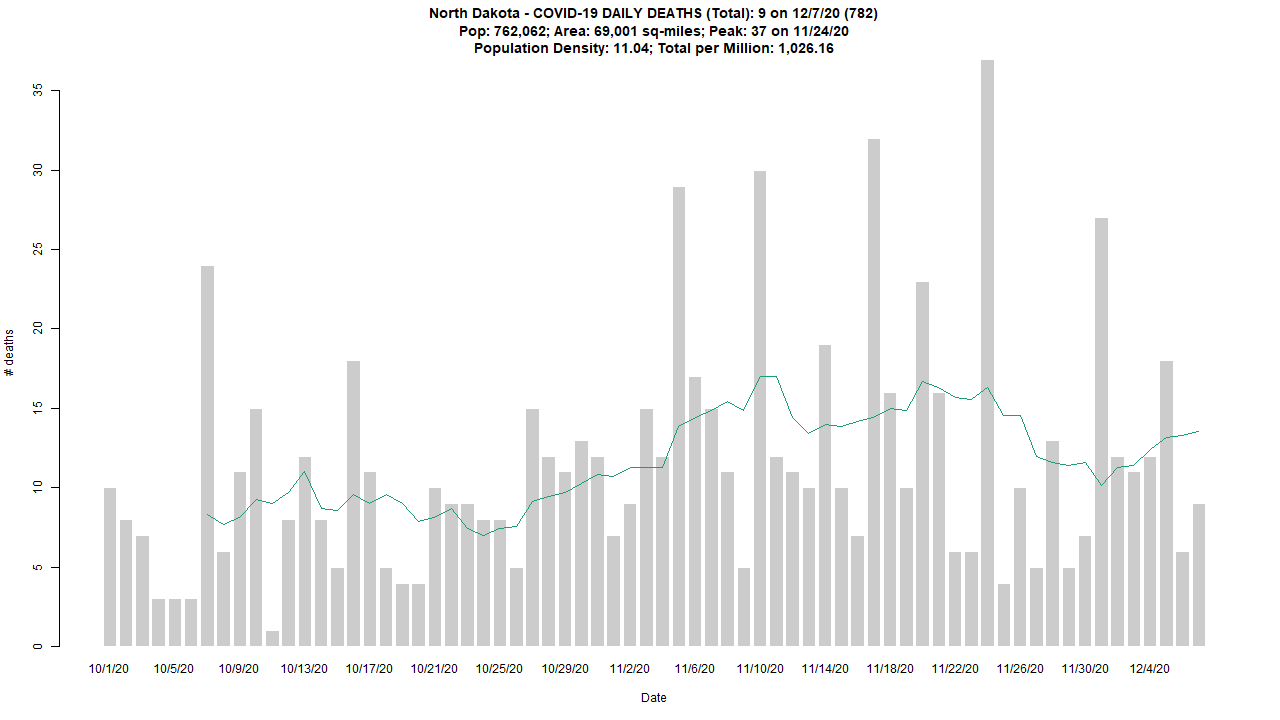 North Dakota - COVID-19 DAILY DEATHS (Total): 9 on 12/7/20 (782)
Pop: 762,062; Area: 69,001 sq-miles; Peak: 37 on 11/24/20
Population Density: 11.04; Total per Million: 1,026.16
35
30
25
20
15
10
5
0
# deaths
10/1/20 10/5/20 10/9/20 10/13/20 10/17/20 10/21/20 10/25/20 10/29/20 11/2/20 11/6/20 11/10/20 11/14/20 11/18/20 11/22/20 11/26/20 11/30/20 12/4/20
Date